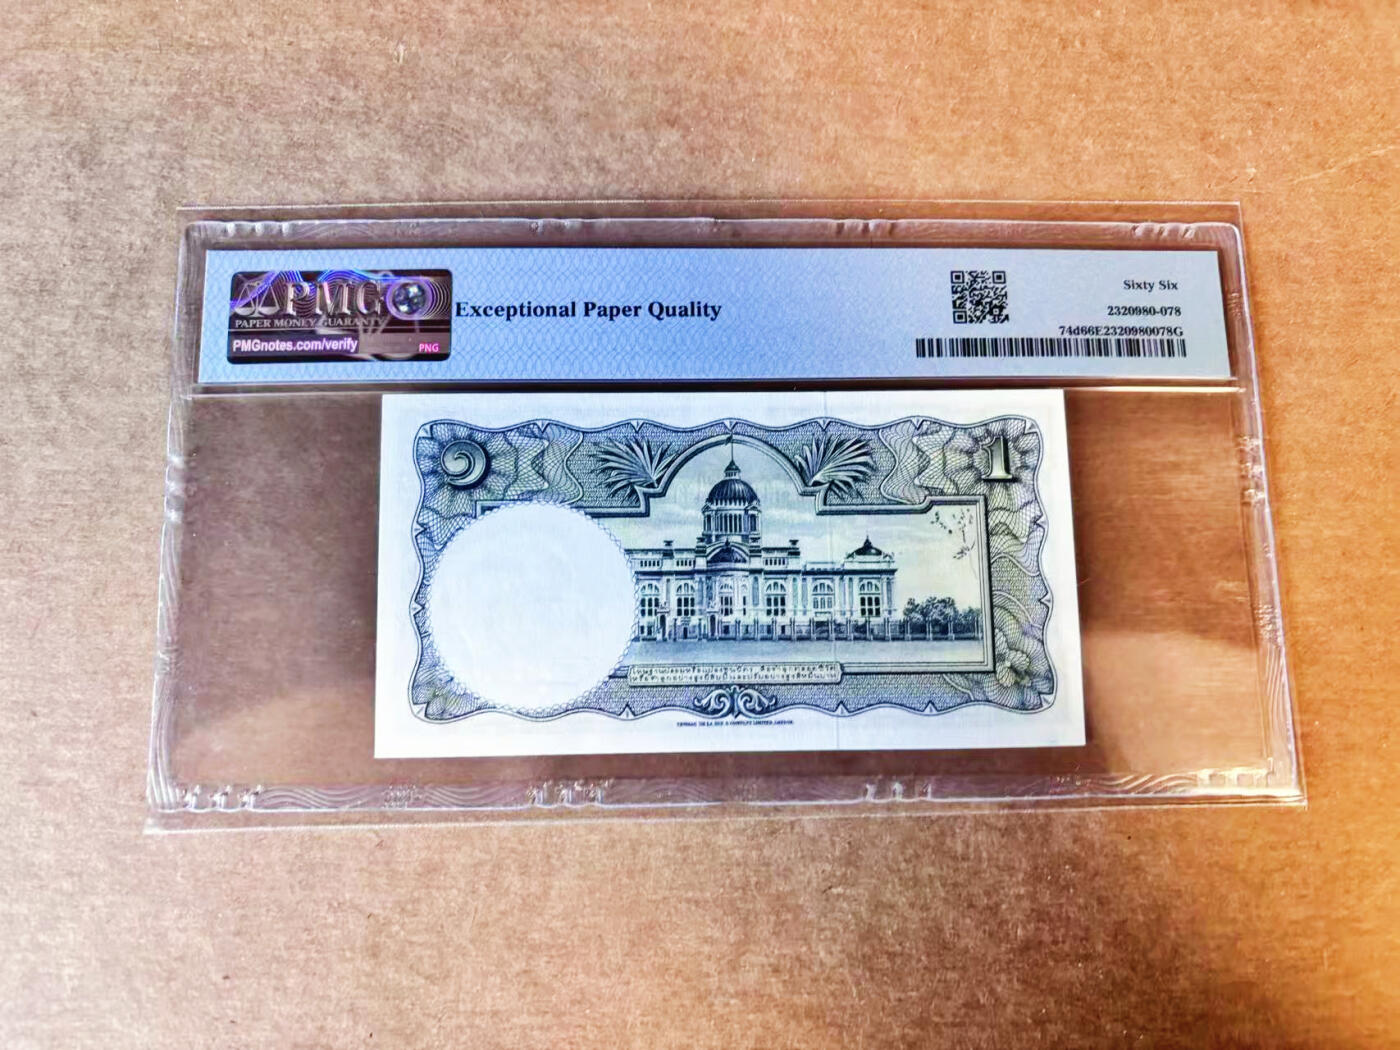 PMG
PAPER MONEY GUARANTY
PMGnotes.com/verify
PNG
Exceptional Paper Quality
Sixty Six
2320980-078
74d66E2320980078G
๑
1
THOMAS DE LA RUE & COMPANY LIMITED, LONDON.